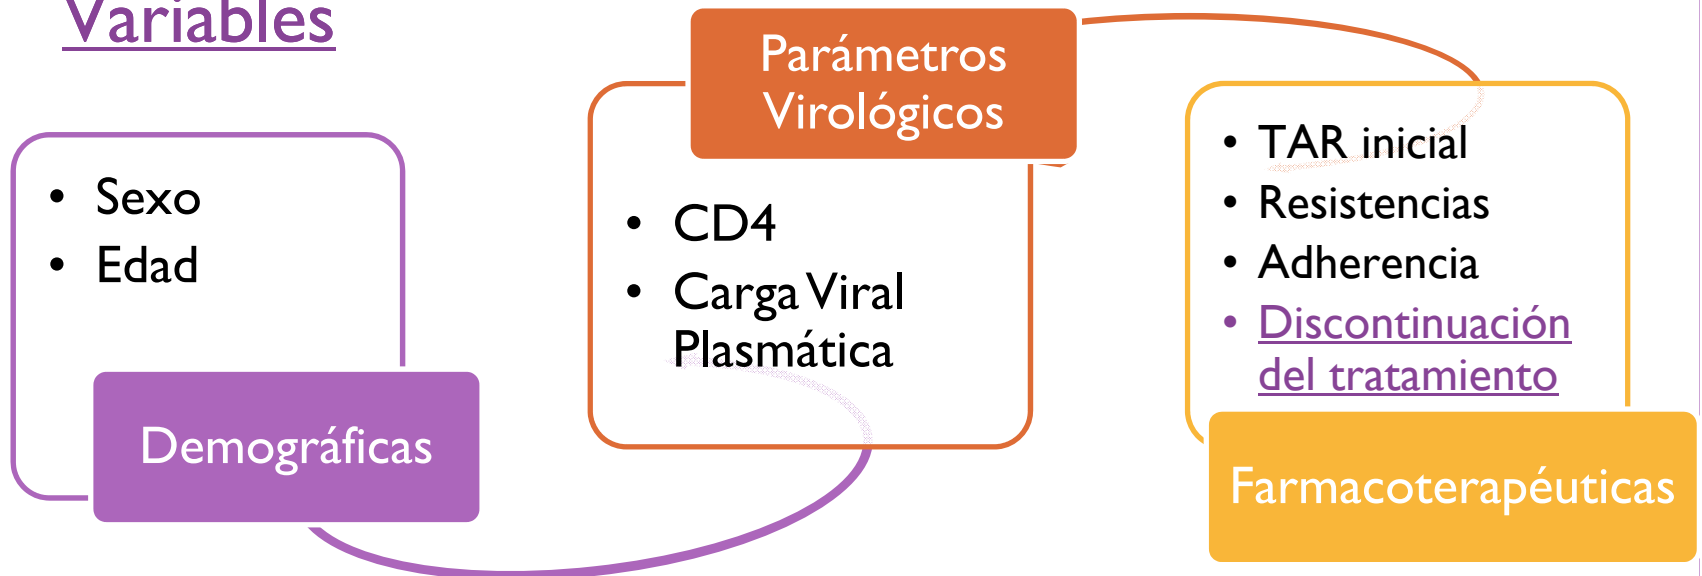 Variables
• Sexo
• Edad
Demográficas
Parámetros
Virológicos
• CD4
• Carga Viral
Plasmática
• TAR inicial
• Resistencias
• Adherencia
• Discontinuación
del tratamiento
Farmacoterapéuticas